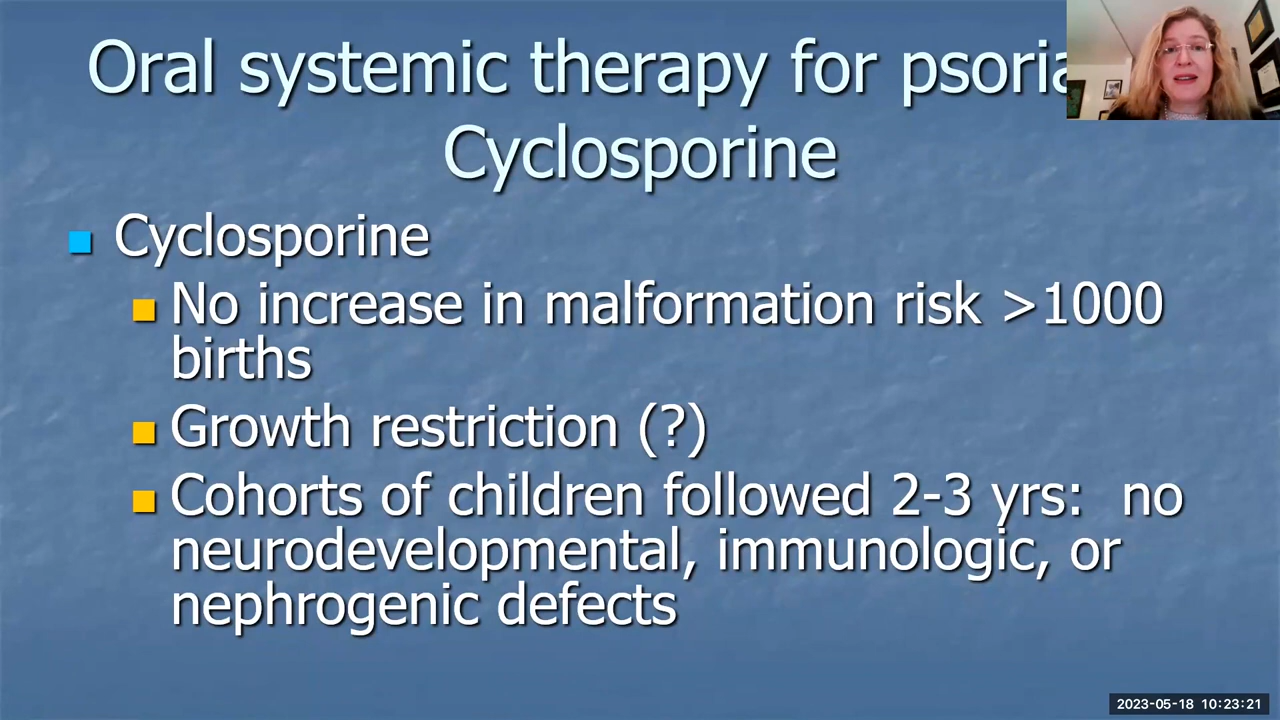 Oral systemic therapy for
Cyclosporine
Cyclosporine
No increase in malformation risk >1000
births
Growth restriction (?)
Cohorts of children followed 2-3 yrs: no
neurodevelopmental, immunologic, or
nephrogenic defects
2023-05-18 10:23:21